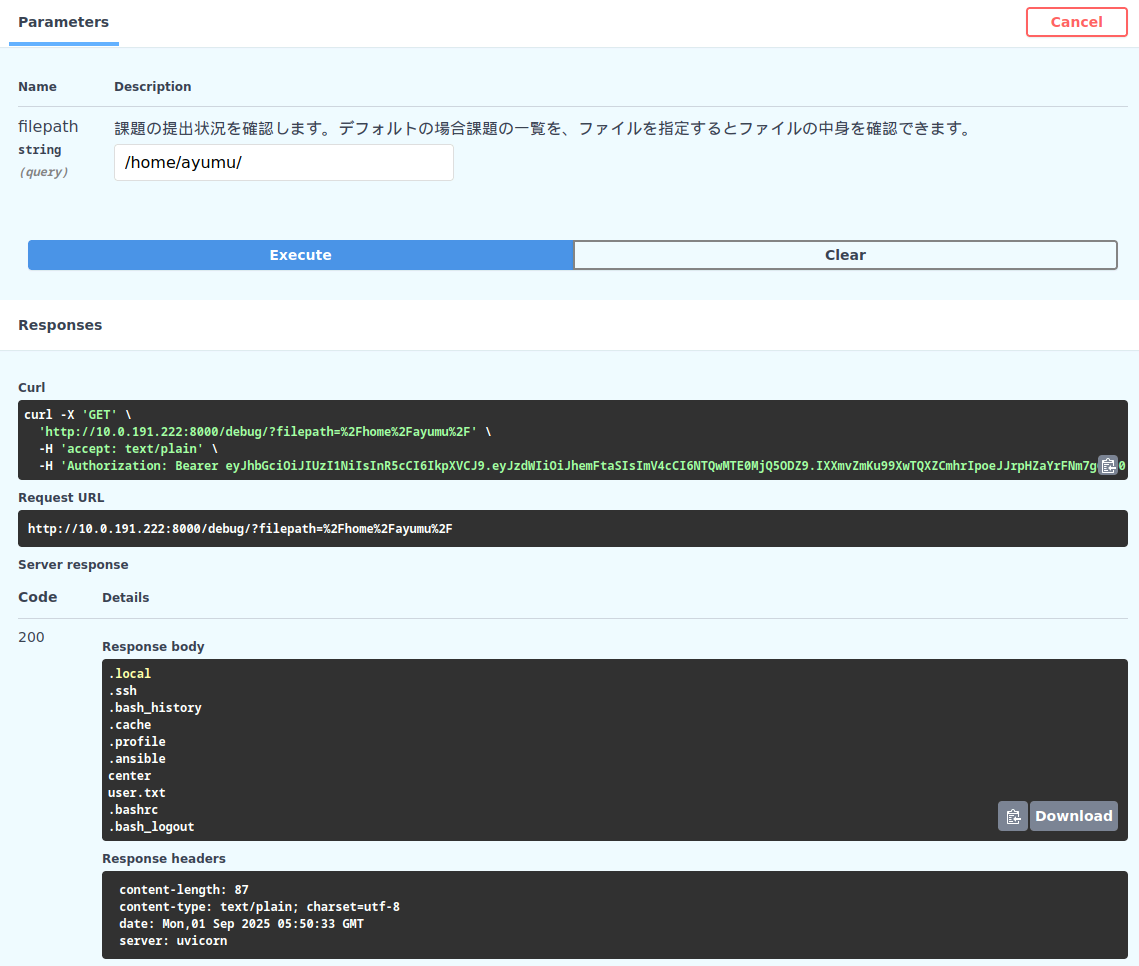 Parameters
Cancel
Name Description
filepath
string
(query)
課題の提出状況を確認します。デフォルトの場合課題の一覧を、ファイルを指定するとファイルの中身を確認できます。
/home/ayumu/
Execute Clear
Responses
Curl
curl -X 'GET' \
'http://10.0.191.222:8000/debug/?filepath=%2Fhome%2Fayumu%2F' \
-H 'accept: text/plain' \
-H 'Authorization: Bearer
Request URL
http://10.0.191.222:8000/debug/?filepath=%2Fhome%2Fayumu%2F
Server response
Code Details
200
Response body
.local
.ssh
.bash_history
.cache
.profile
.ansible
center
user.txt
.bashrc
.bash_logout
Download
Response headers
content-length: 87
content-type: text/plain; charset=utf-8
date: Mon,01 Sep 2025 05:50:33 GMT
server: uvicorn